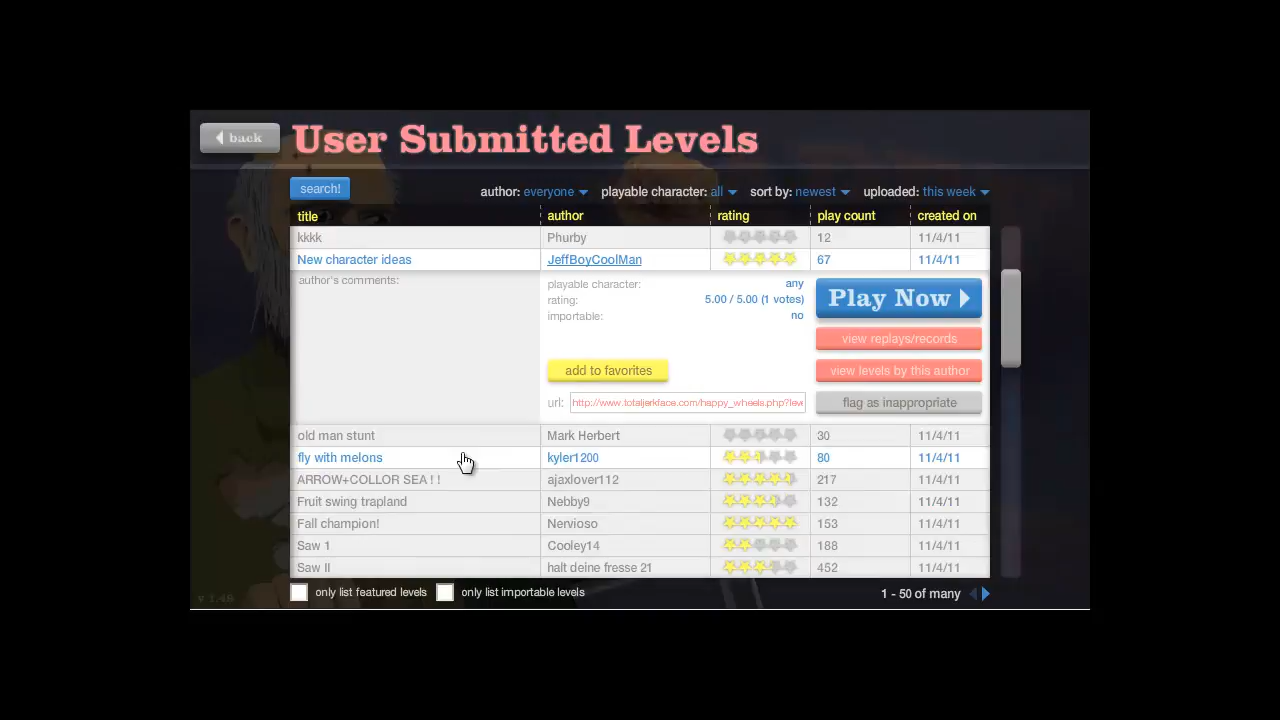 back
User Submitted Levels
search!
author: everyone playable character: all sort by: newest uploaded: this week
title author rating play count created on
kkkk Phurby 12 11/4/11
New character ideas JeffBoyCoolMan 67 11/4/11
author's comments:
playable character: any
rating: 5.00 / 5.00 (1 votes)
importable: no
Play Now
view replays/records
add to favorites
view levels by this author
url: http://www.totaljerkface.com/happy_wheels.php?leve
flag as inappropriate
old man stunt Mark Herbert 30 11/4/11
fly with melons kyler1200 80 11/4/11
ARROW+COLLOR SEA ! ! ajaxlover112 217 11/4/11
Fruit swing trapland Nebby9 132 11/4/11
Fall champion! Nervioso 153 11/4/11
Saw 1 Cooley14 188 11/4/11
Saw II halt deine fresse 21 452 11/4/11
only list featured levels only list importable levels 1 - 50 of many
v 1.48